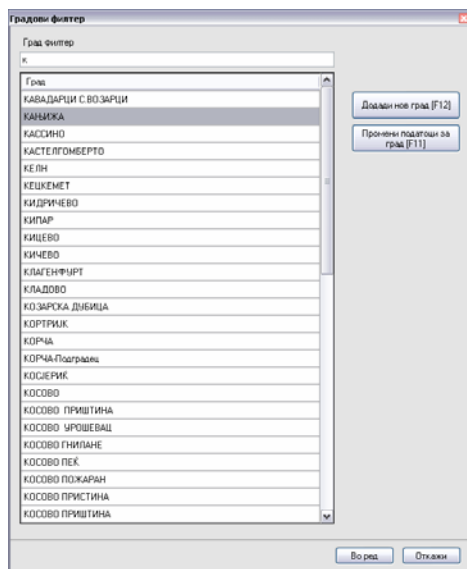 Градови филтер
Град филтер
к
Град
КАВАДАРЦИ С.ВОЗАРЦИ
КАЊИЖА
КАССИНО
КАСТЕЛГОМБЕРТО
КЕЛН
КЕЦКЕМЕТ
КИДРИЧЕВО
КИПАР
КИЦЕВО
КИЧЕВО
КЛАГЕНФУРТ
КЛАДОВО
КОЗАРСКА ДУБИЦА
КОРТРИЈК
КОРЧА
КОРЧА-Подградец
КОСЈЕРИЌ
КОСОВО
КОСОВО  ПРИШТИНА
КОСОВО  УРОШЕВАЦ
КОСОВО ГНИЛАНЕ
КОСОВО ПЕЌ
КОСОВО ПОЖАРАН
КОСОВО ПРИСТИНА
КОСОВО ПРИШТИНА
Додади нов град [F12]
Промени податоци за
град [F11]
Во ред
Откажи